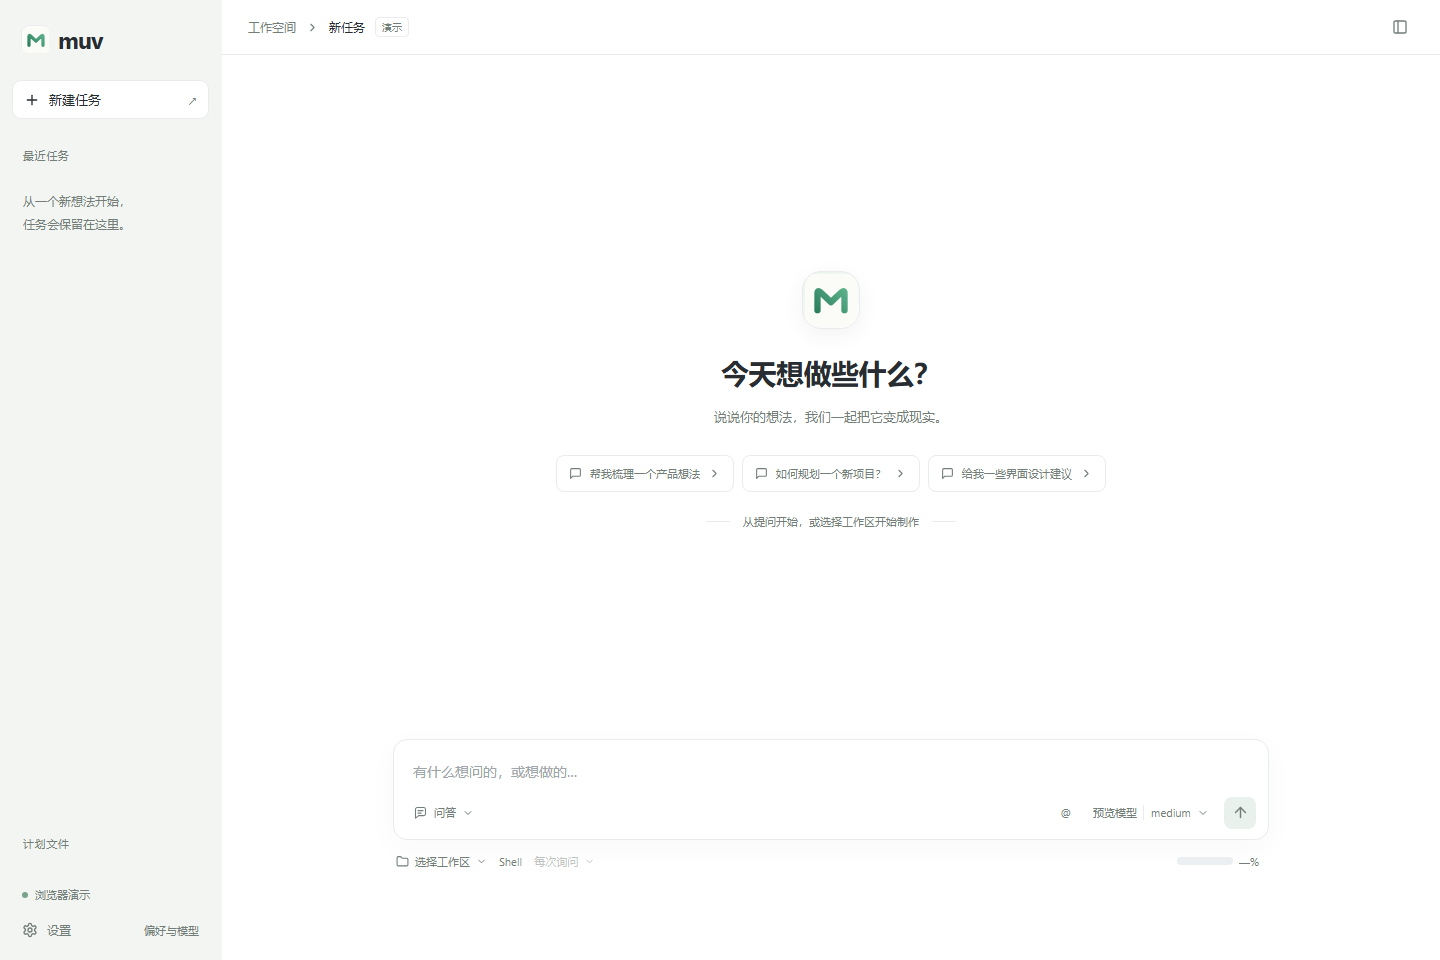 muv
新建任务
最近任务
从一个新想法开始，
任务会保留在这里。
计划文件
浏览器演示
设置 偏好与模型
工作空间 > 新任务 演示
今天想做些什么？
说说你的想法，我们一起把它变成现实。
帮我梳理一个产品想法
如何规划一个新项目？
给我一些界面设计建议
从提问开始，或选择工作区开始制作
有什么想问的，或想做的...
问答 @ 预览模型 medium
选择工作区 Shell 每次询问 —%